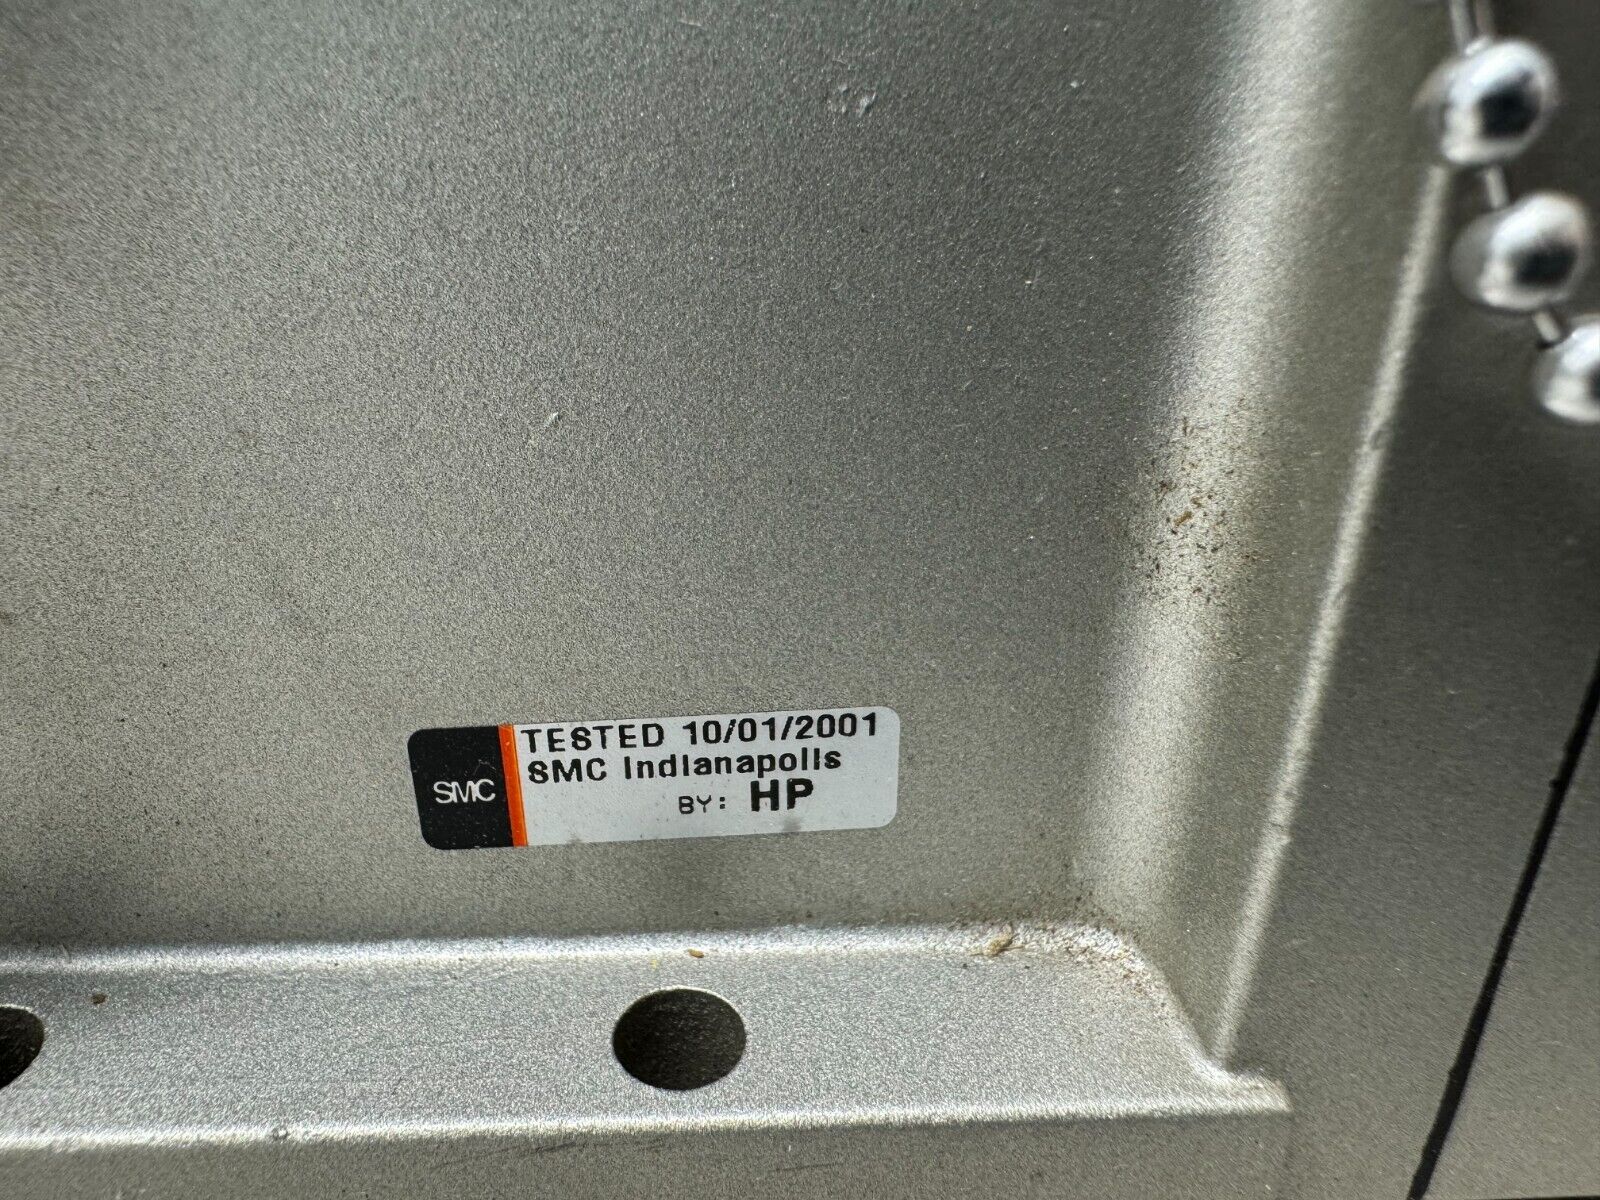 SMC
TESTED 10/01/2001
SMC Indianapolis
BY: HP